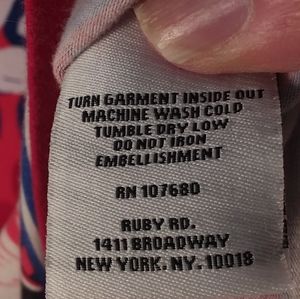 TURN GARMENT INSIDE OUT
MACHINE WASH COLD
TUMBLE DRY LOW
DO NOT IRON
EMBELLISHMENT
RN 107680
RUBY RD.
1411 BROADWAY
NEW YORK. NY. 10018